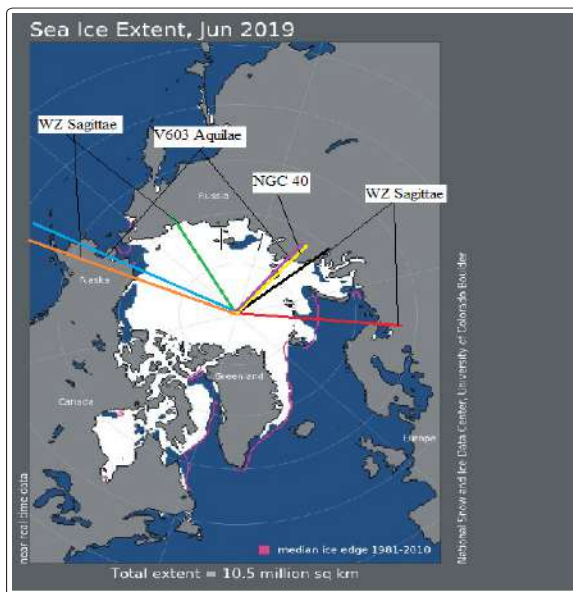 Sea Ice Extent, Jun 2019
WZ Sagittae
V603 Aquilae
NGC 40
WZ Sagittae
Russia
Alaska
Greenland
Canada
Europe
near real time data
National Snow and Ice Data Center, University of Colorado Boulder
median ice edge 1981-2010
Total extent = 10.5 million sq km